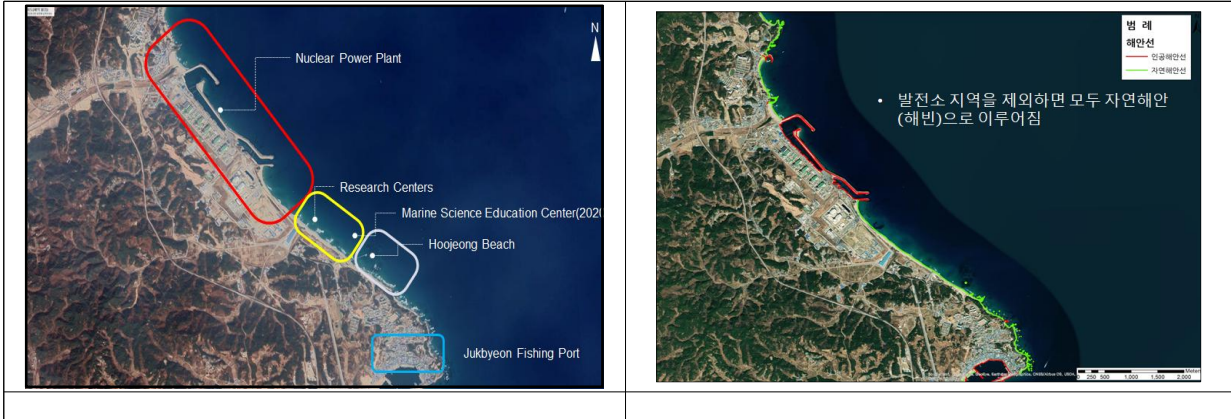 N
Nuclear Power Plant
Research Centers
Marine Science Education Center(2020
Hoojeong Beach
Jukbyeon Fishing Port
범 례
해안선
인공해안선
자연해안선
• 발전소 지역을 제외하면 모두 자연해안
(해빈)으로 이루어짐
0 250 500 1,000 1,500 2,000